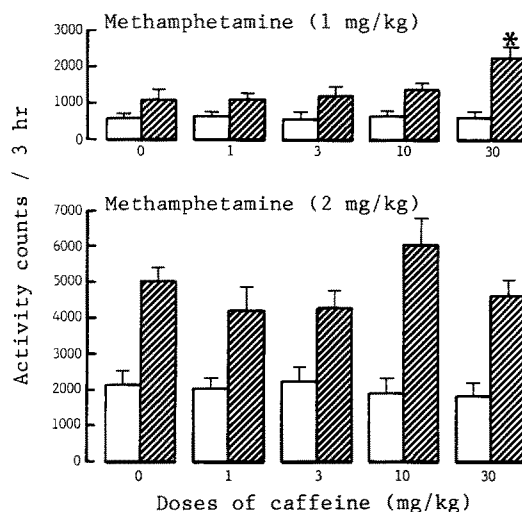 Methamphetamine (1 mg/kg)
3000
2000
1000
0
*
0 1 3 10 30
Methamphetamine (2 mg/kg)
7000
6000
5000
4000
3000
2000
1000
0
0 1 3 10 30
Activity counts / 3 hr
Doses of caffeine (mg/kg)